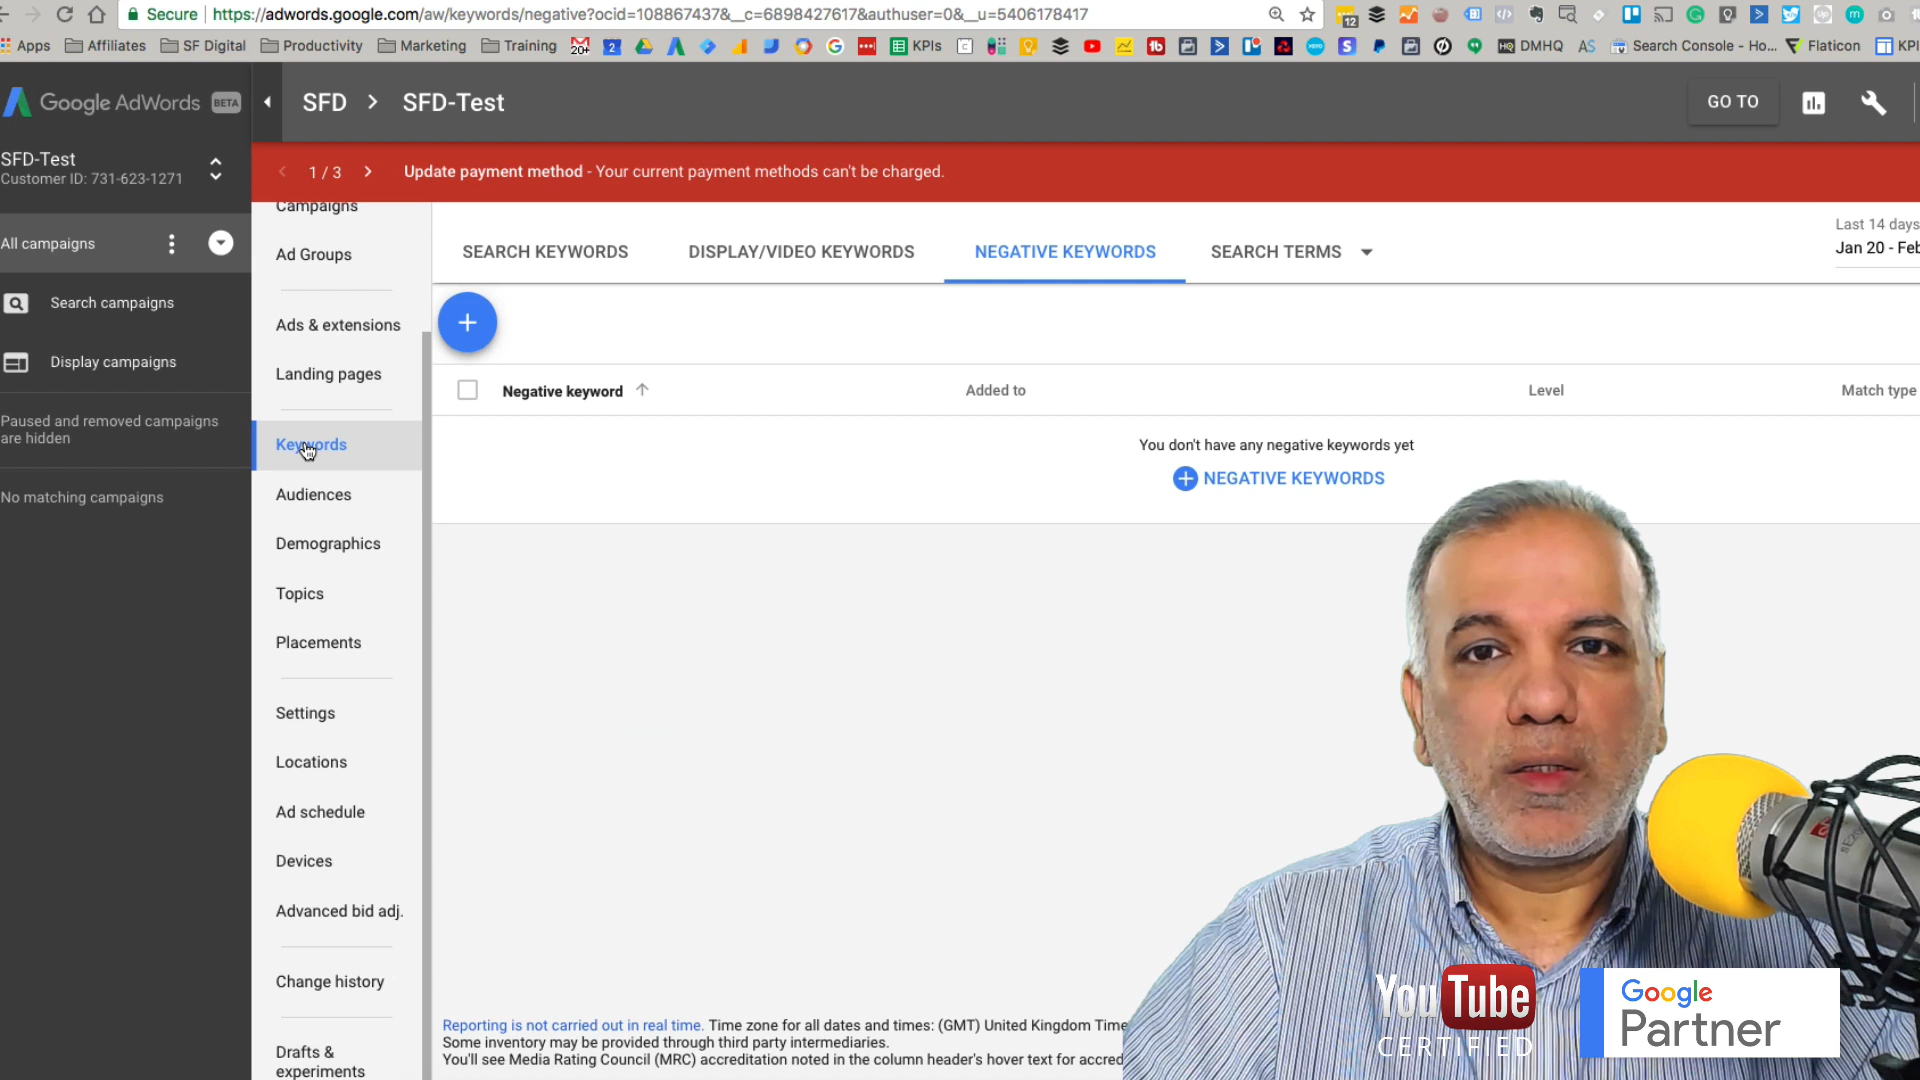 Secure
https://adwords.google.com/aw/keywords/negative?ocid=108867437&__c=6898427617&authuser=0&__u=5406178417
12
Apps Affiliates SF Digital Productivity Marketing Training 20+ 2 KPIs DMHQ AS Search Console - Ho... Flaticon KPI
Google AdWords BETA
SFD > SFD-Test
GO TO
SFD-Test
Customer ID: 731-623-1271
1 / 3
Update payment method - Your current payment methods can't be charged.
All campaigns
Search campaigns
Display campaigns
Paused and removed campaigns
are hidden
No matching campaigns
Campaigns
Ad Groups
Ads & extensions
Landing pages
Keywords
Audiences
Demographics
Topics
Placements
Settings
Locations
Ad schedule
Devices
Advanced bid adj.
Change history
Drafts &
experiments
SEARCH KEYWORDS
DISPLAY/VIDEO KEYWORDS
NEGATIVE KEYWORDS
SEARCH TERMS
Last 14 days
Jan 20 - Feb
Negative keyword
Added to
Level
Match type
You don't have any negative keywords yet
NEGATIVE KEYWORDS
Reporting is not carried out in real time. Time zone for all dates and times: (GMT) United Kingdom Time
Some inventory may be provided through third party intermediaries.
You'll see Media Rating Council (MRC) accreditation noted in the column header's hover text for accred
YouTube
CERTIFIED
Google
Partner